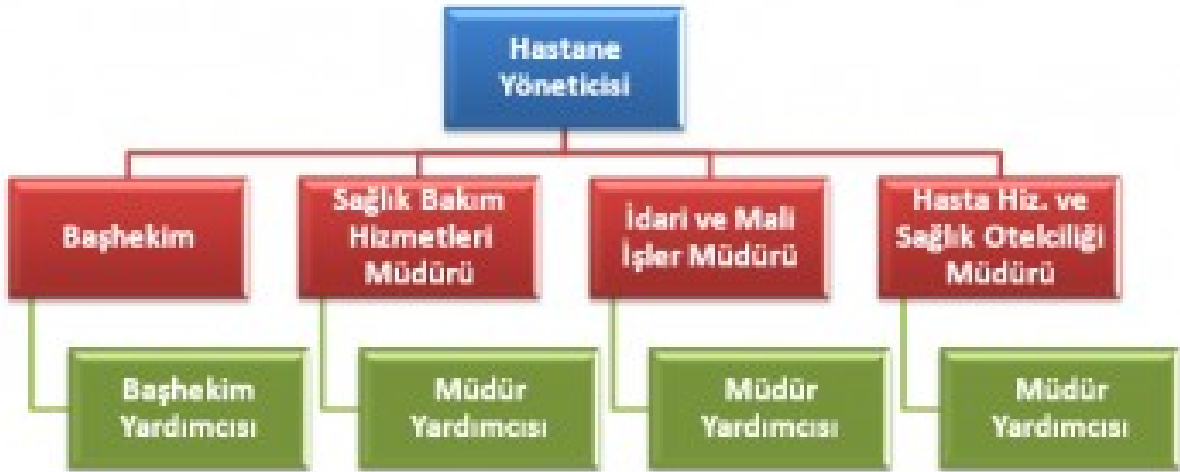 Hastane
Yöneticisi
Başhekim
Sağlık Bakım
Hizmetleri
Müdürü
İdari ve Mali
İşler Müdürü
Hasta Hiz. ve
Sağlık Otelciliği
Müdürü
Başhekim
Yardımcısı
Müdür
Yardımcısı
Müdür
Yardımcısı
Müdür
Yardımcısı